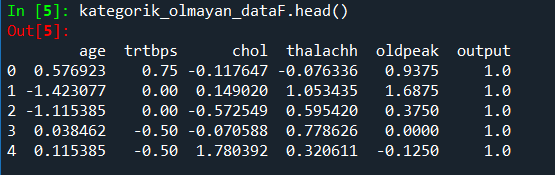 In [5]: kategorik_olmayan_dataF.head()
Out[5]:
age trtbps chol thalachh oldpeak output
0 0.576923 0.75 -0.117647 -0.076336 0.9375 1.0
1 -1.423077 0.00 0.149020 1.053435 1.6875 1.0
2 -1.115385 0.00 -0.572549 0.595420 0.3750 1.0
3 0.038462 -0.50 -0.070588 0.778626 0.0000 1.0
4 0.115385 -0.50 1.780392 0.320611 -0.1250 1.0